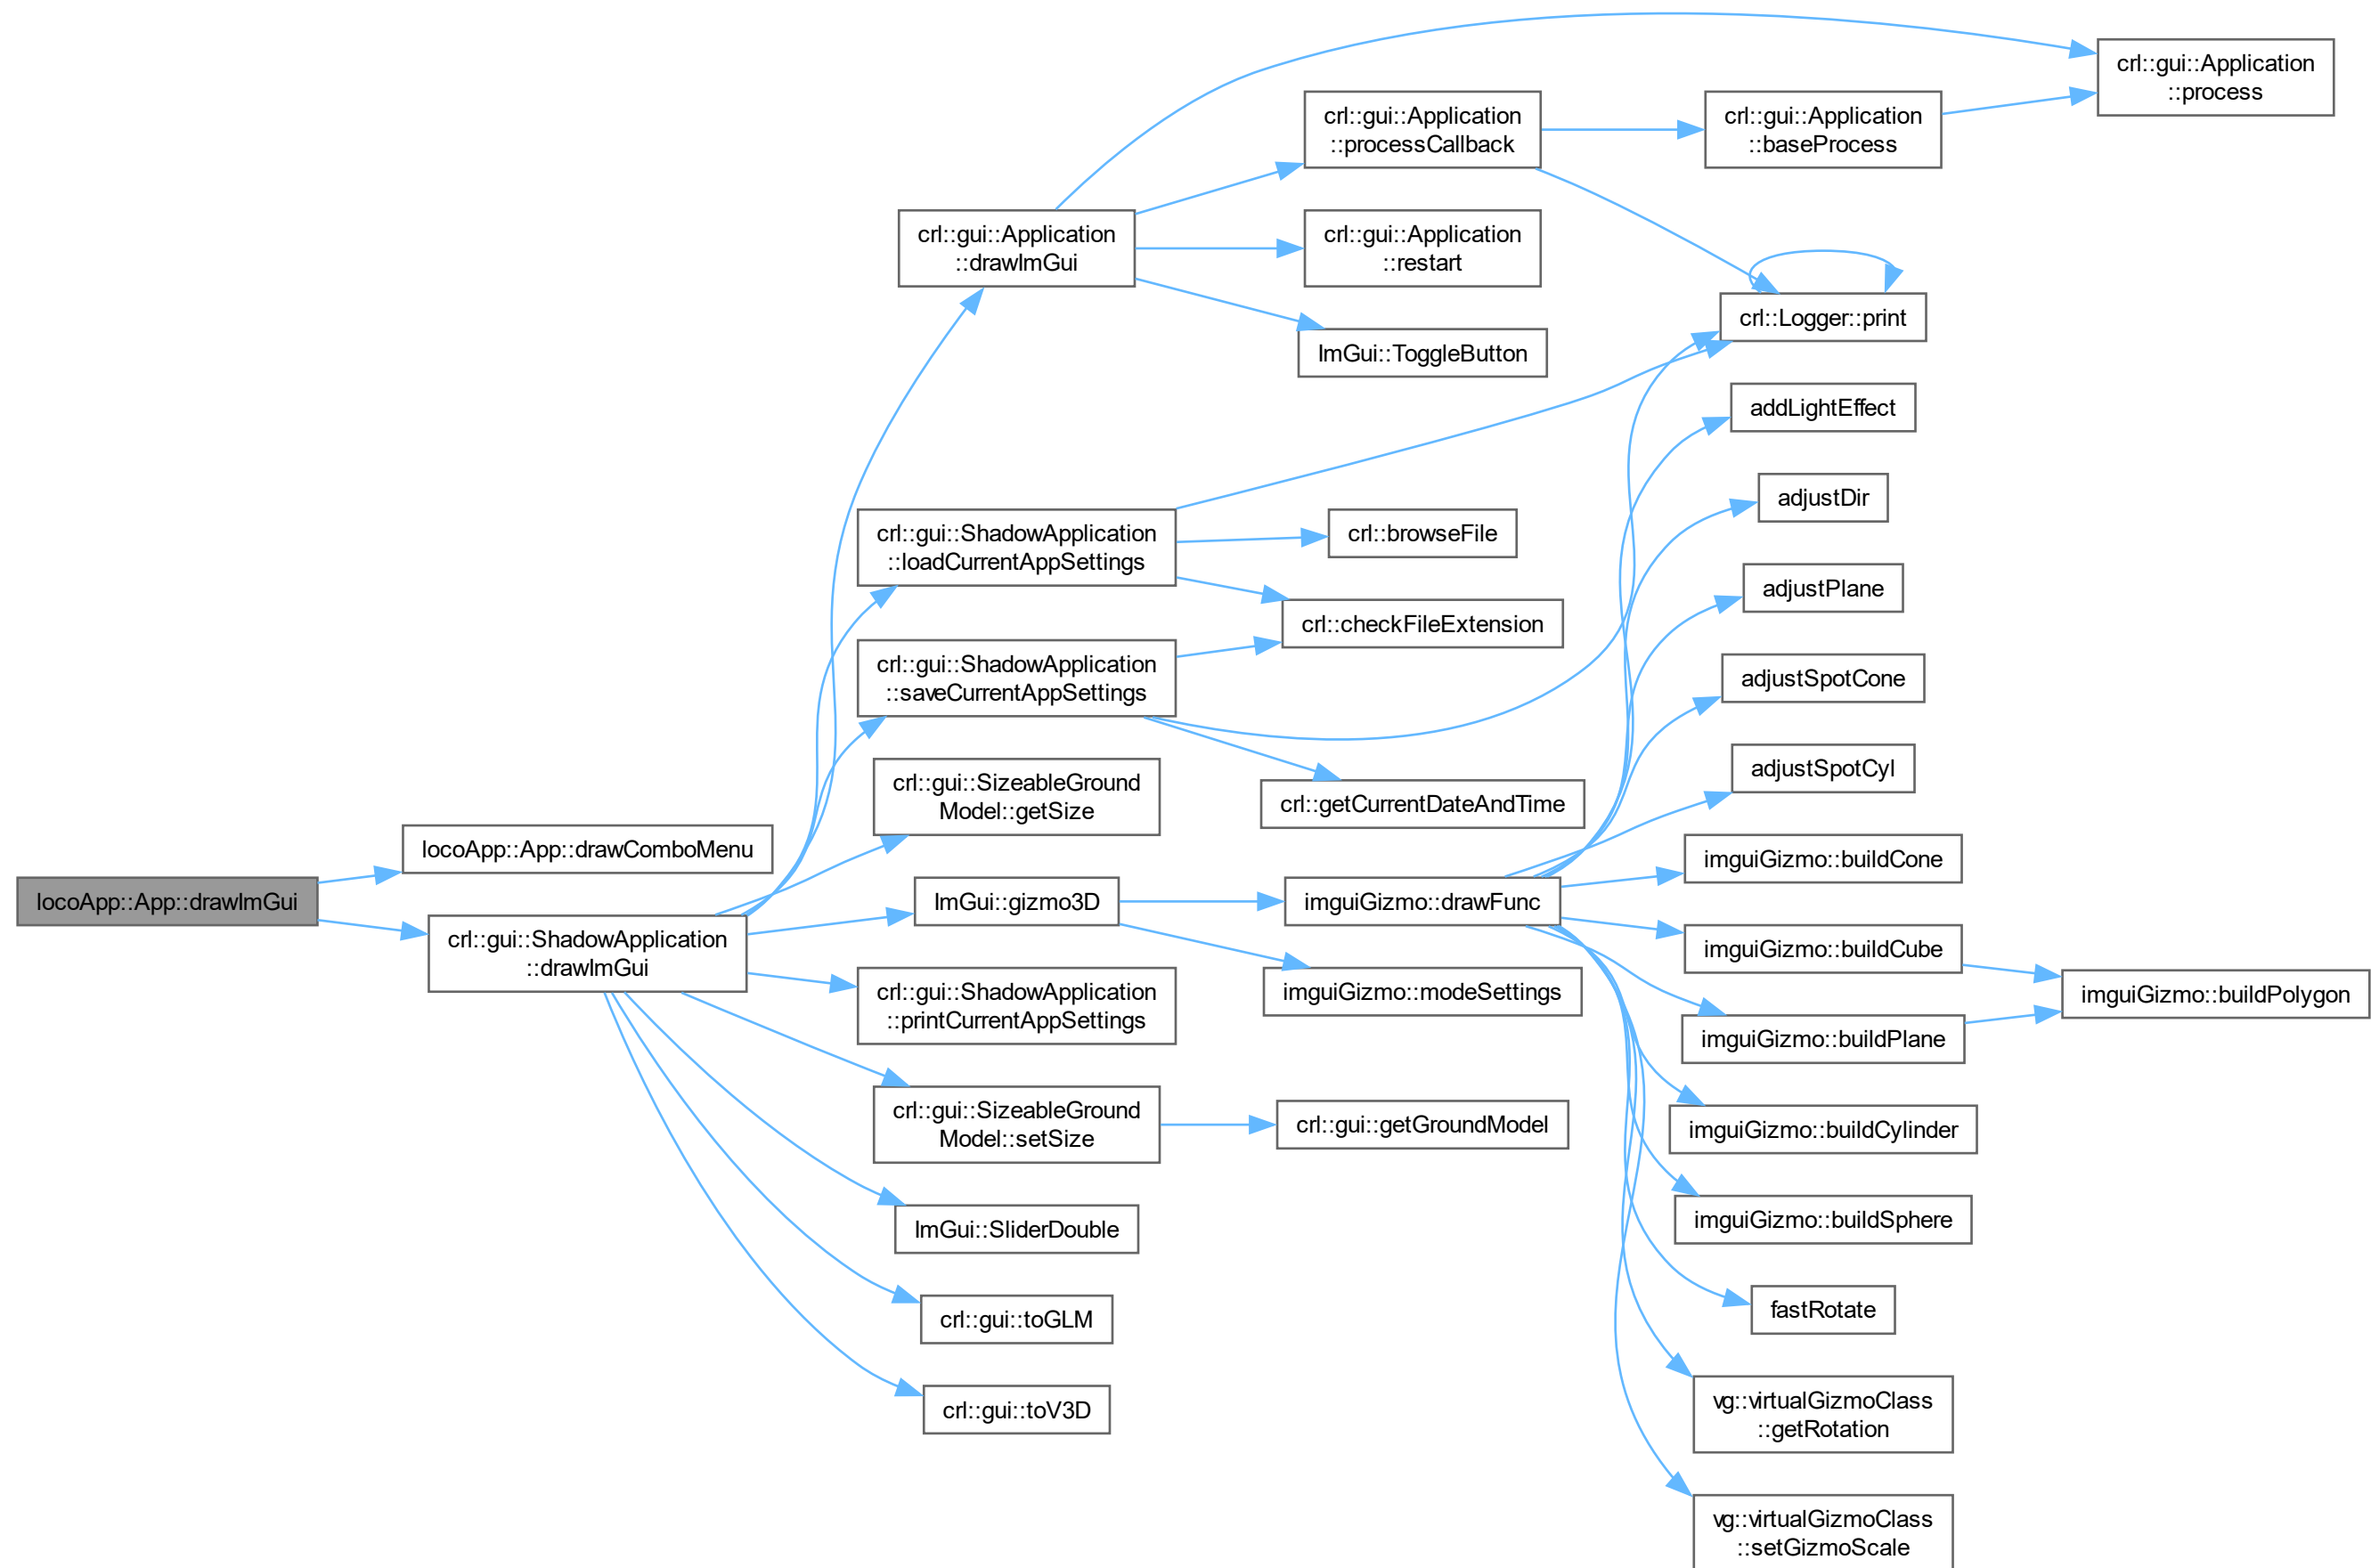 locoApp::App::drawImGui
locoApp::App::drawComboMenu
crl::gui::ShadowApplication
::drawImGui
crl::gui::Application
::drawImGui
crl::gui::ShadowApplication
::loadCurrentAppSettings
crl::gui::ShadowApplication
::saveCurrentAppSettings
crl::gui::SizeableGround
Model::getSize
ImGui::gizmo3D
crl::gui::ShadowApplication
::printCurrentAppSettings
crl::gui::SizeableGround
Model::setSize
ImGui::SliderDouble
crl::gui::toGLM
crl::gui::toV3D
crl::gui::Application
::processCallback
crl::gui::Application
::restart
ImGui::ToggleButton
crl::browseFile
crl::checkFileExtension
crl::getCurrentDateAndTime
imguiGizmo::drawFunc
imguiGizmo::modeSettings
crl::gui::getGroundModel
crl::gui::Application
::baseProcess
crl::Logger::print
addLightEffect
adjustDir
adjustPlane
adjustSpotCone
adjustSpotCyl
imguiGizmo::buildCone
imguiGizmo::buildCube
imguiGizmo::buildPlane
imguiGizmo::buildCylinder
imguiGizmo::buildSphere
fastRotate
vg::virtualGizmoClass
::getRotation
vg::virtualGizmoClass
::setGizmoScale
crl::gui::Application
::process
imguiGizmo::buildPolygon